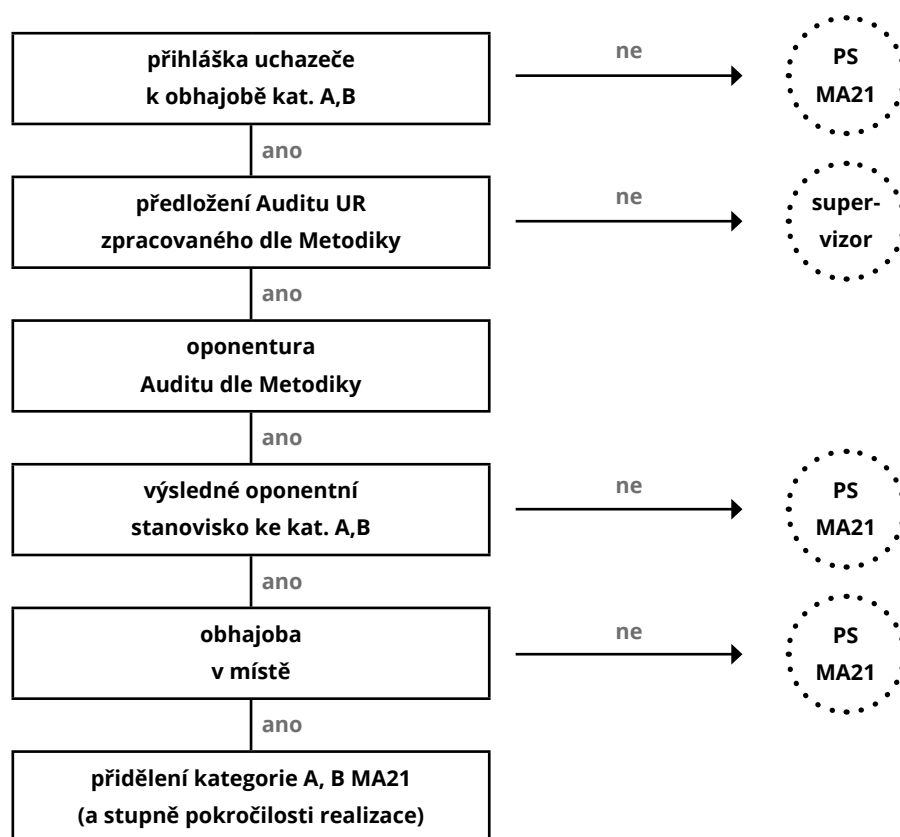 přihláška uchazeče
k obhajobě kat. A,B
ne
PS
MA21
ano
předložení Auditu UR
zpracovaného dle Metodiky
ne
super-
vizor
ano
oponentura
Auditu dle Metodiky
ano
výsledné oponentní
stanovisko ke kat. A,B
ne
PS
MA21
ano
obhajoba
v místě
ne
PS
MA21
ano
přidělení kategorie A, B MA21
(a stupně pokročilosti realizace)